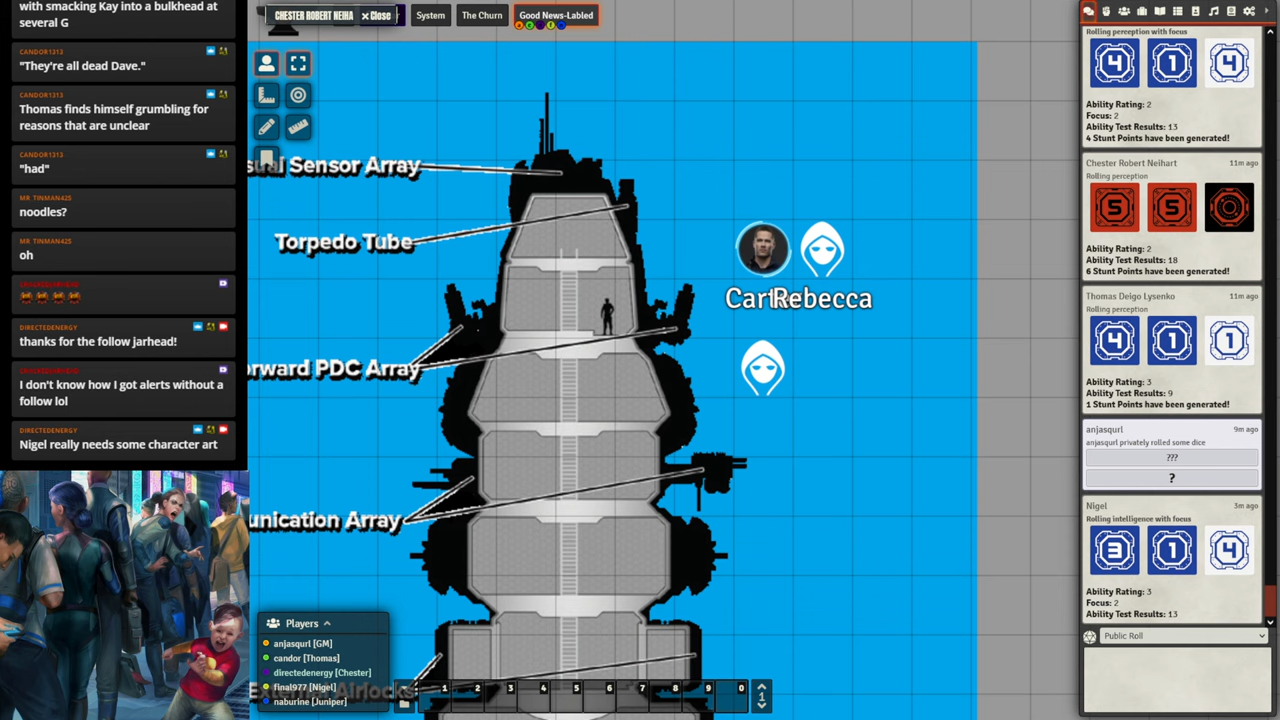 with smacking Kay into a bulkhead at
several G
CANDOR1313
"They're all dead Dave."
CANDOR1313
Thomas finds himself grumbling for
reasons that are unclear
CANDOR1313
"had"
MR TINMAN425
noodles?
MR TINMAN425
oh
DIRECTEDENERGY
thanks for the follow jarhead!
I don't know how I got alerts without a
follow lol
DIRECTEDENERGY
Nigel really needs some character art
CHESTER ROBERT NEIHA
Close
System
The Churn
Good News-Labled
Sensor Array
Torpedo Tube
PDC Array
Array
Rebecca
Players
anjasqurl [GM]
candor [Thomas]
directedenergy [Chester]
final977 [Nigel]
naburine [Juniper]
1 2 3 4 5 6 7 8 9 0
1
Rolling perception with focus
4 1 4
Ability Rating: 2
Focus: 2
Ability Test Results: 13
4 Stunt Points have been generated!
Chester Robert Neihart 11m ago
Rolling perception
5 5
Ability Rating: 2
Ability Test Results: 18
6 Stunt Points have been generated!
Thomas Deigo Lysenko 11m ago
Rolling perception
4 1 1
Ability Rating: 3
Ability Test Results: 9
1 Stunt Points have been generated!
anjasqurl 9m ago
anjasqurl privately rolled some dice
???
?
Nigel 3m ago
Rolling intelligence with focus
3 1 4
Ability Rating: 3
Focus: 2
Ability Test Results: 13
Public Roll